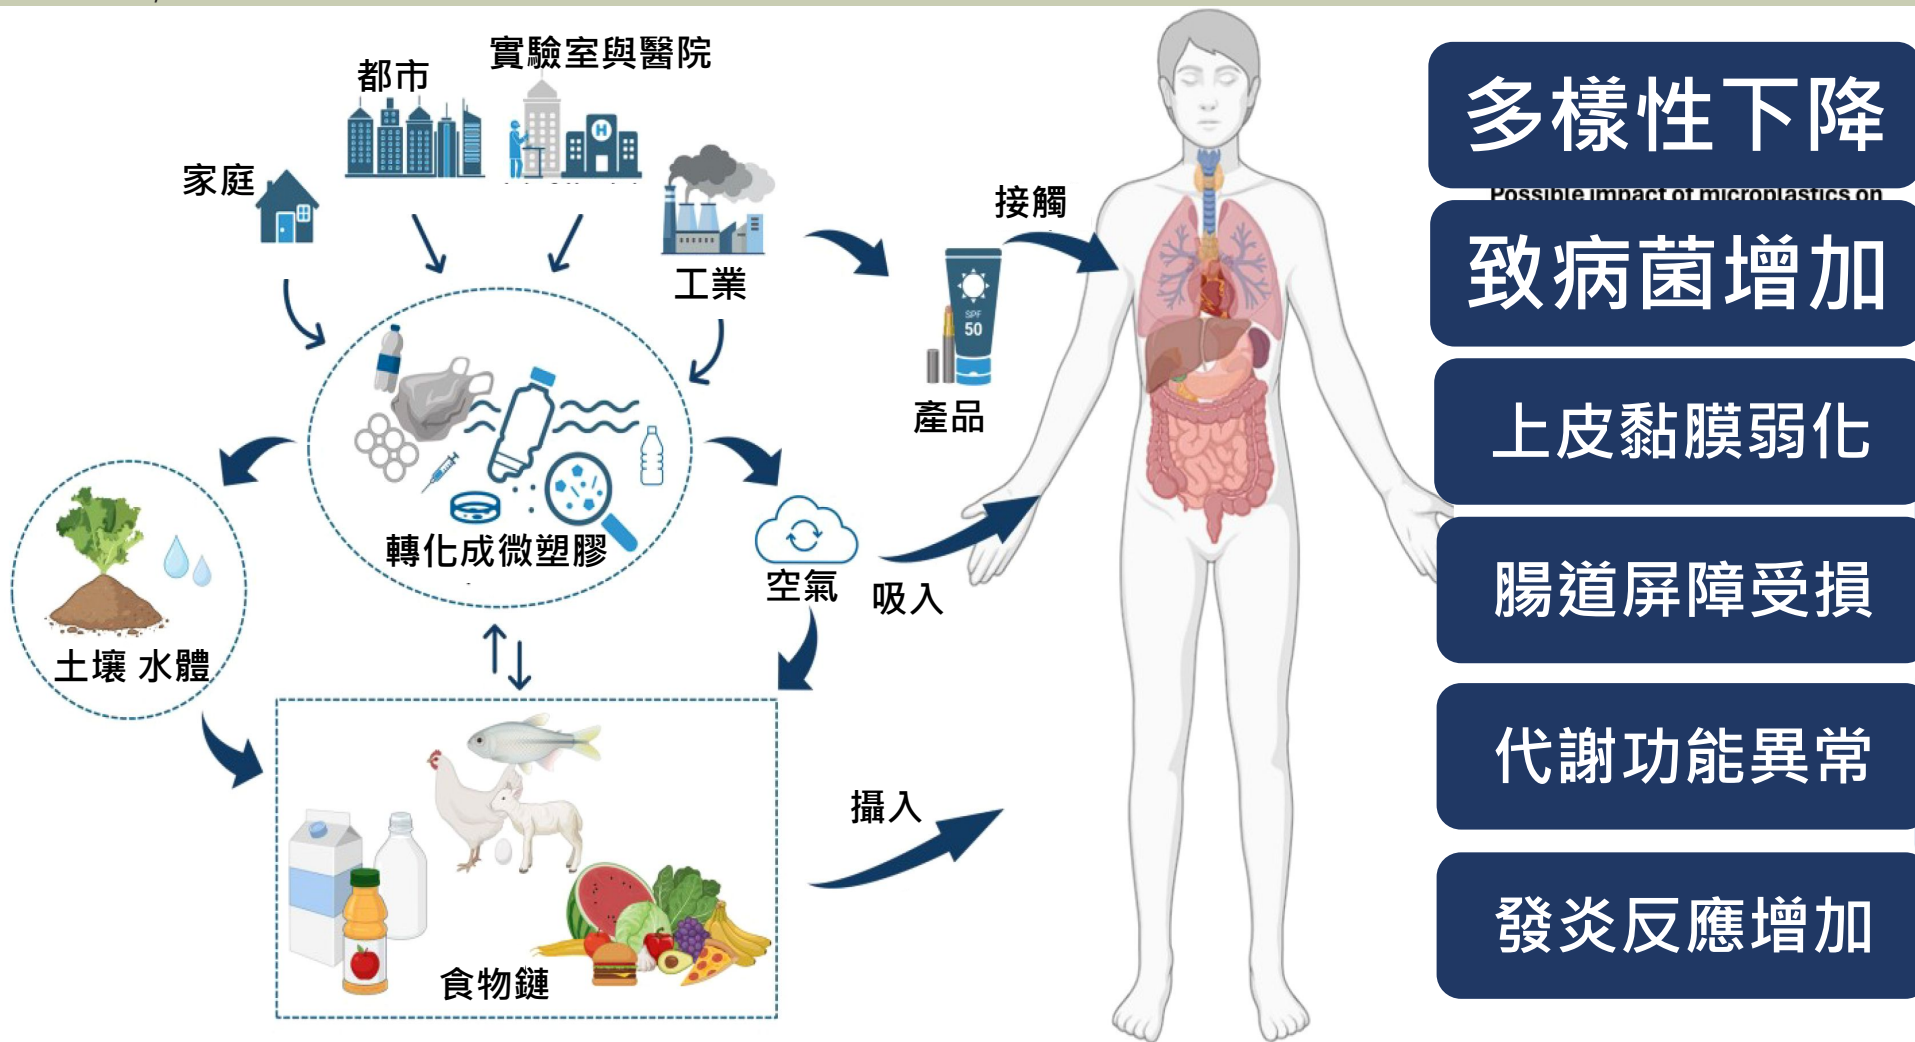 實驗室與醫院
都市
家庭
工業
接觸
SPF
50
產品
轉化成微塑膠
空氣
吸入
土壤 水體
攝入
食物鏈
H
多樣性下降
Possible impact of microplastics on
致病菌增加
上皮黏膜弱化
腸道屏障受損
代謝功能異常
發炎反應增加